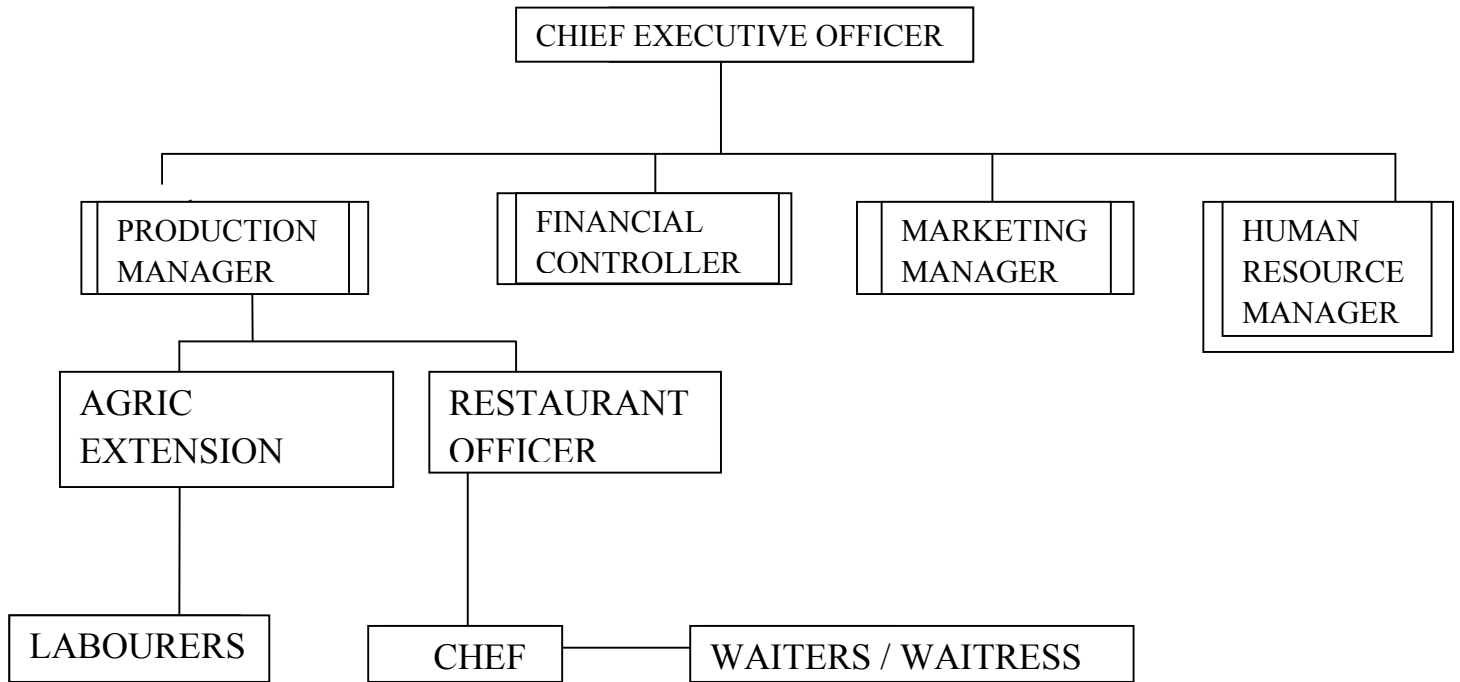 CHIEF EXECUTIVE OFFICER
PRODUCTION
MANAGER
FINANCIAL
CONTROLLER
MARKETING
MANAGER
HUMAN
RESOURCE
MANAGER
AGRIC
EXTENSION
RESTAURANT
OFFICER
LABOURERS
CHEF
WAITERS / WAITRESS